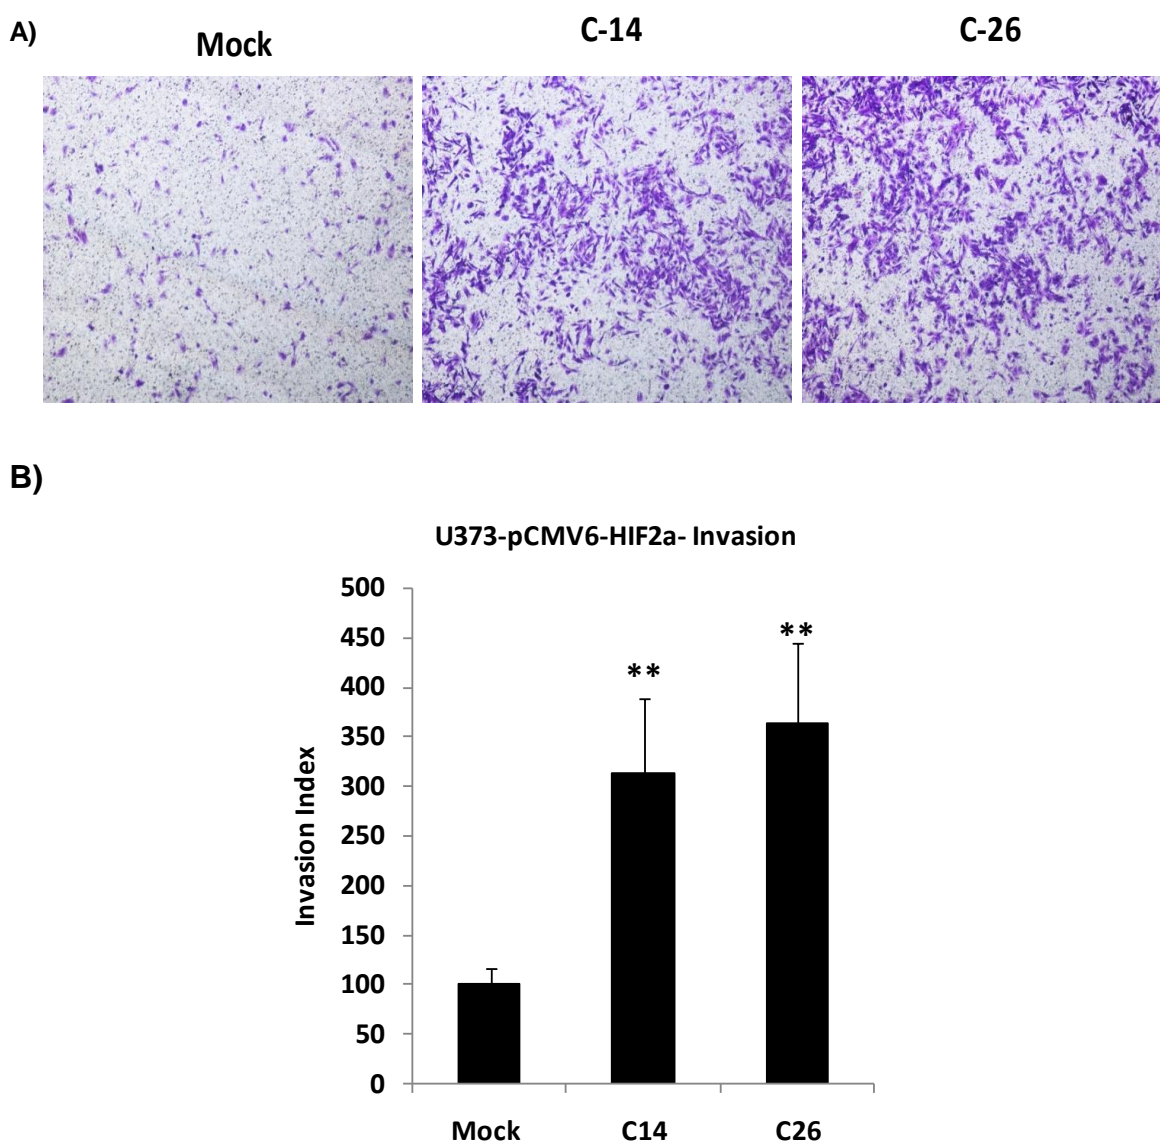 A)
Mock
C-14
C-26
B)
U373-pCMV6-HIF2a- Invasion
Invasion Index
500
450
400
350
300
250
200
150
100
50
0
**
**
Mock
C14
C26